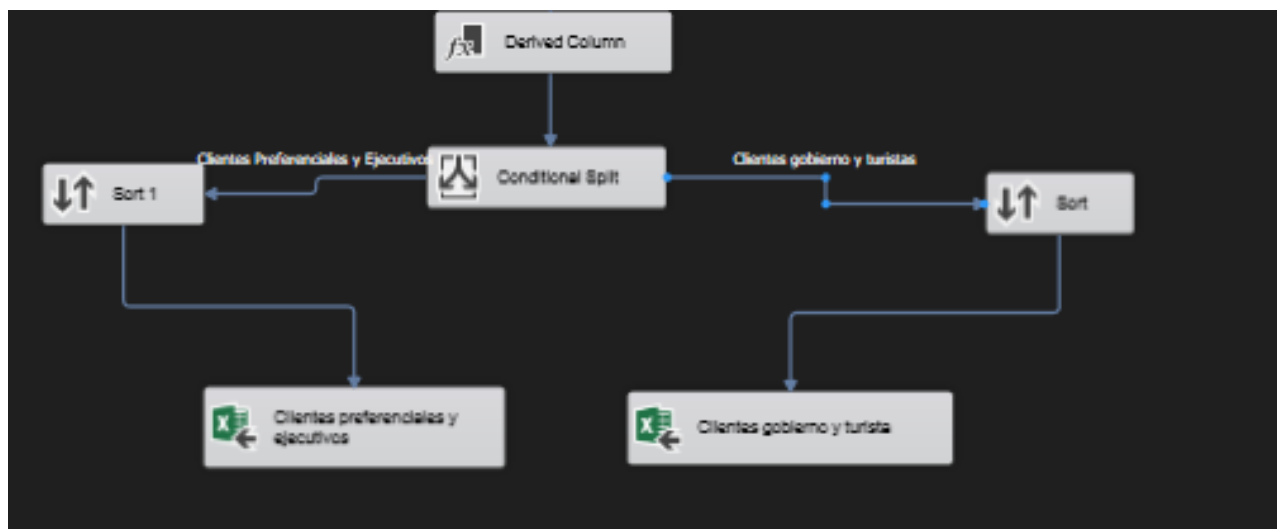 Derived Column
Clientes Preferenciales y Ejecutivos
Conditional Split
Clientes gobierno y turistas
Sort 1
Sort
Clientes preferenciales y
ejecutivos
Clientes gobierno y turista